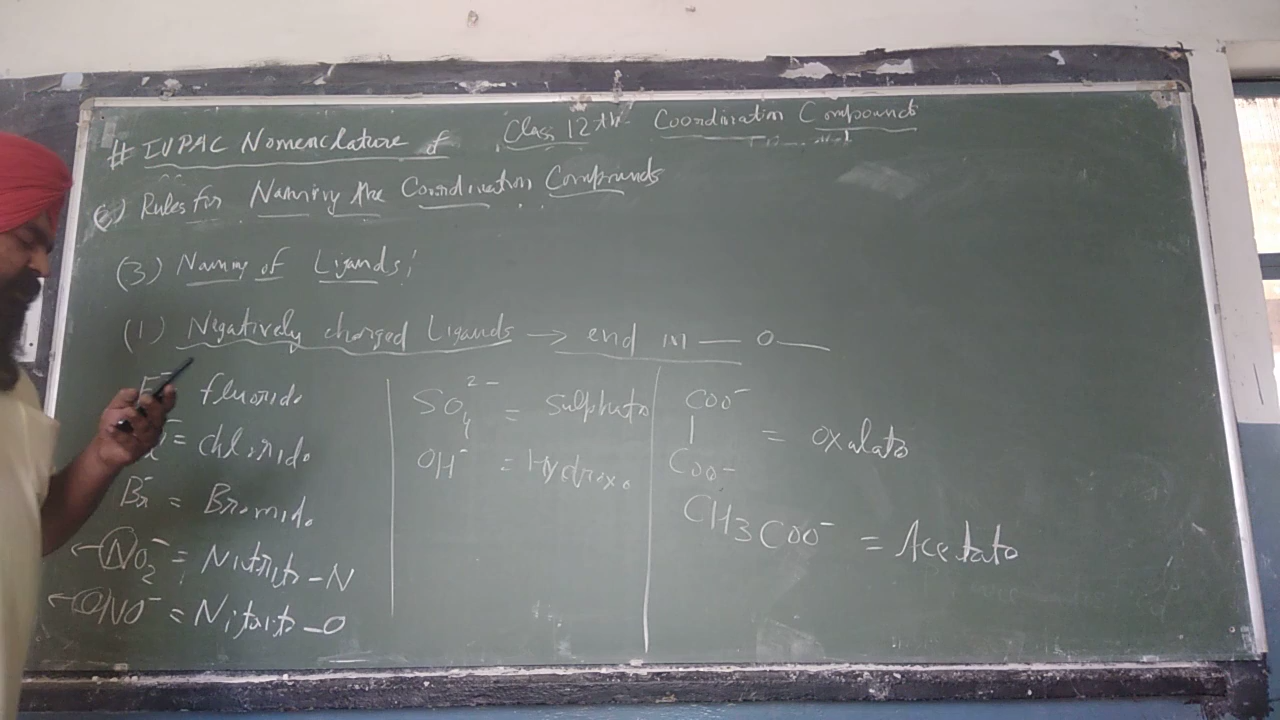 # IUPAC Nomenclature of Class 12th Coordination Compounds
Rules for Naming the Coordination Compounds
(3) Naming of Ligands:
(1) Negatively charged Ligands → end in — o —
F⁻ fluorido
= chlorido
Br⁻ = Bromido
←NO₂⁻ = Nitrito-N
←ONO⁻ = Nitrito-O
SO₄²⁻ = Sulphato
OH⁻ = Hydroxo
COO⁻
|
COO⁻
= oxalato
CH₃COO⁻ = Acetato